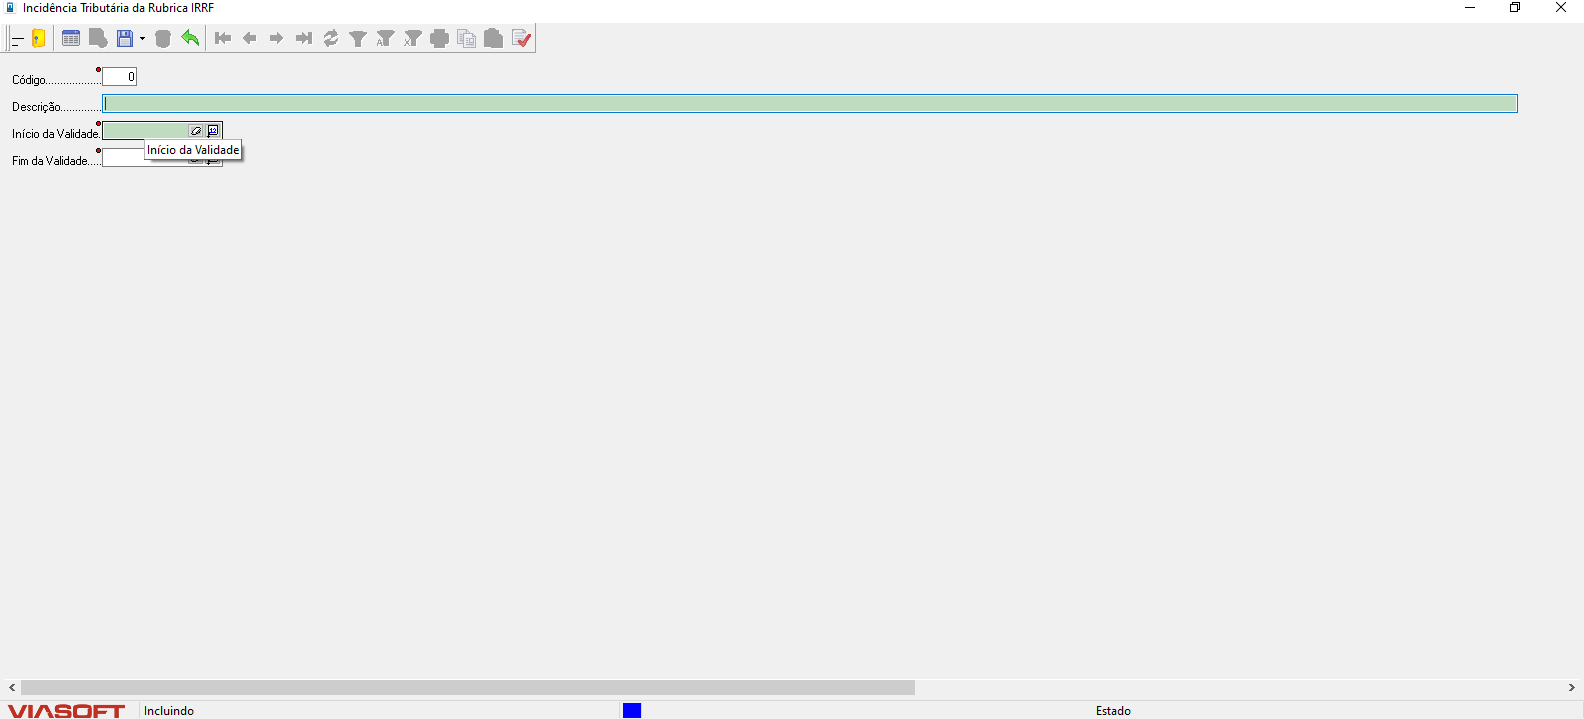 Incidência Tributária da Rubrica IRRF
Código................... 0
Descrição..............
Início da Validade.
Início da Validade
Fim da Validade.....
VIASOFT Incluindo Estado